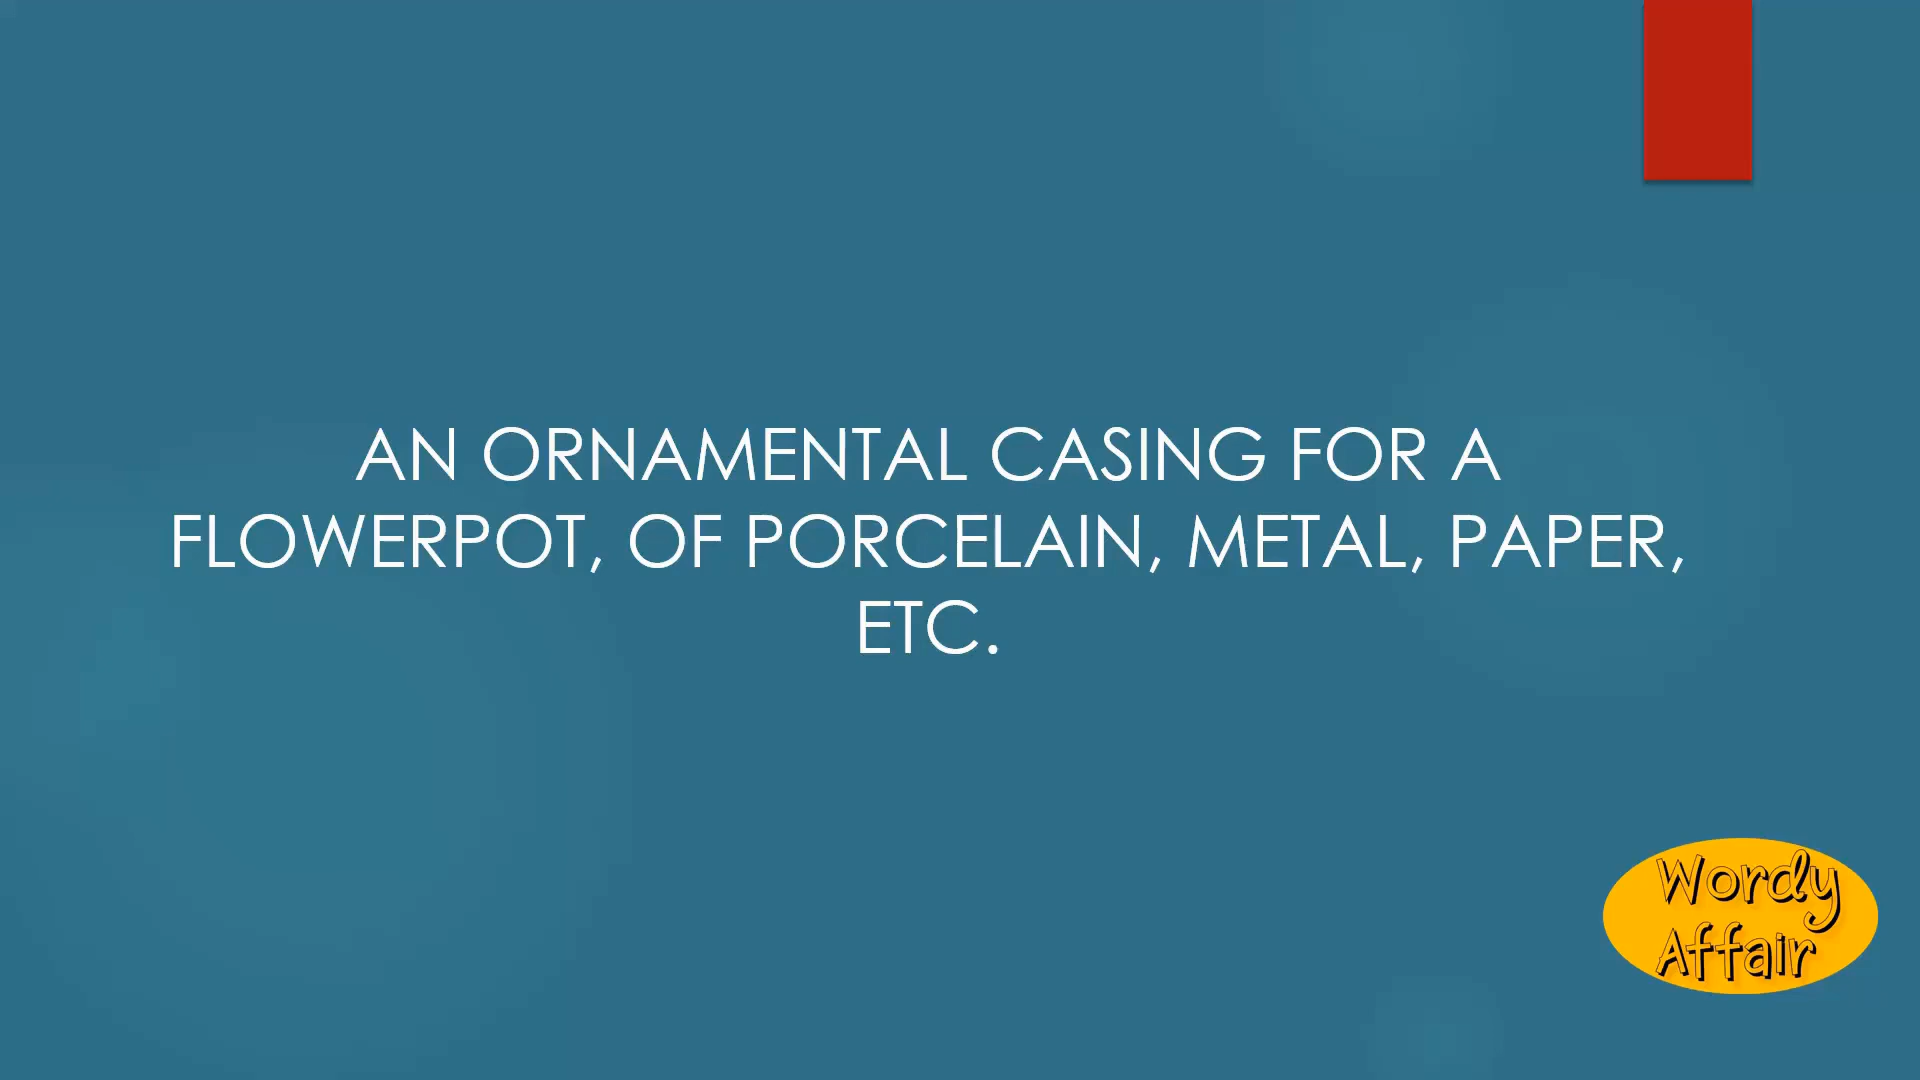 AN ORNAMENTAL CASING FOR A
FLOWERPOT, OF PORCELAIN, METAL, PAPER,
ETC.
Wordy
Affair